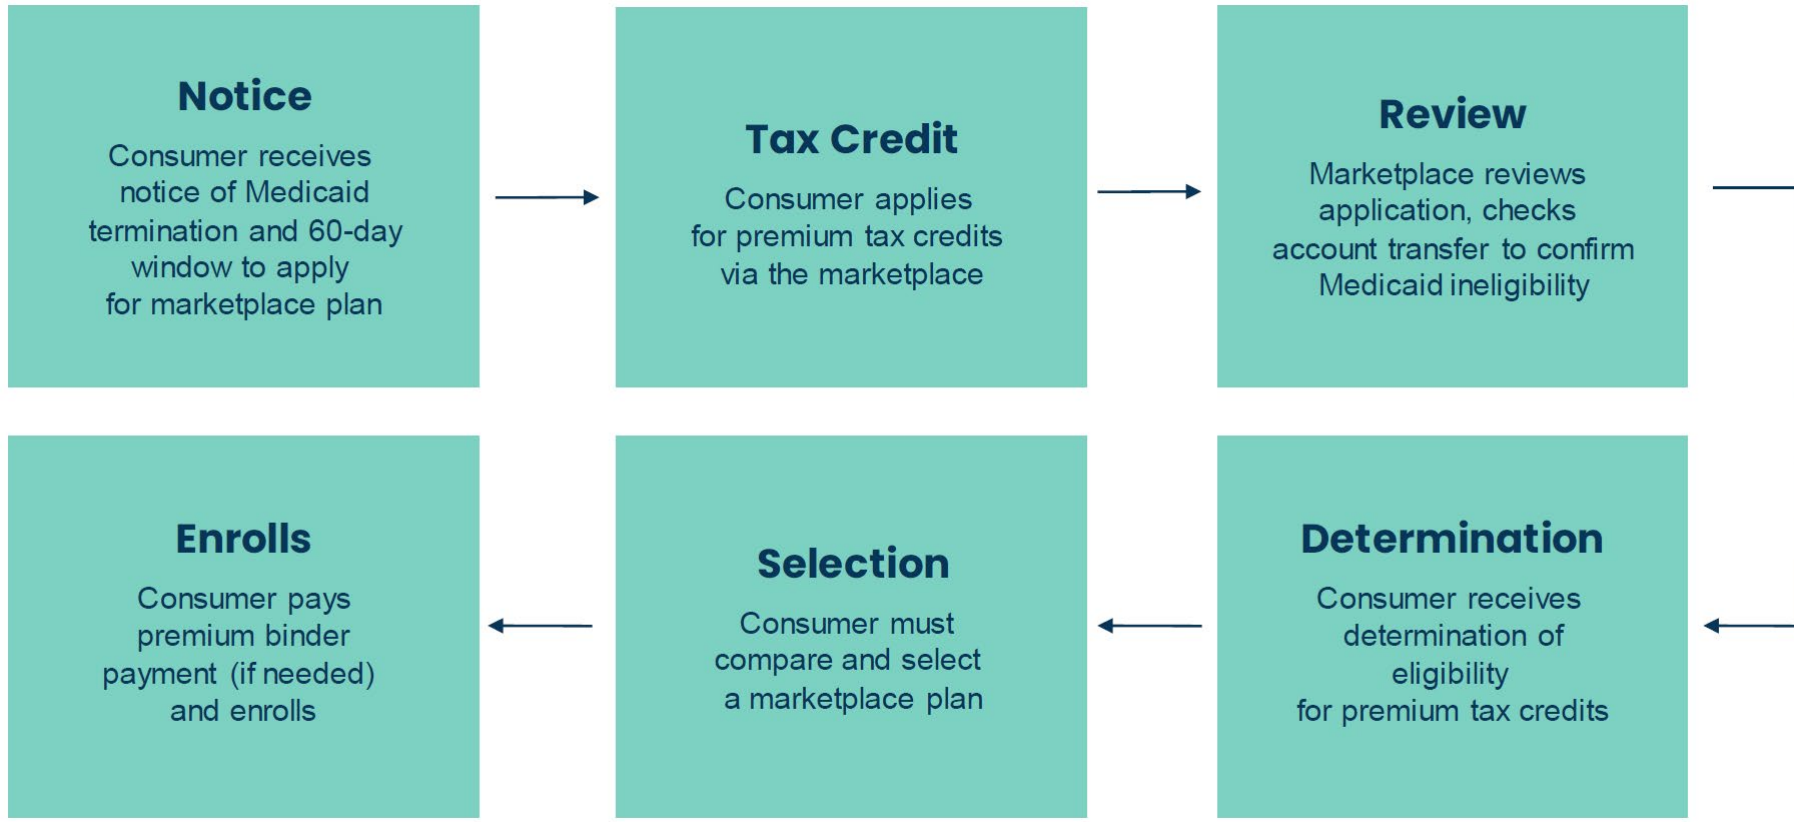 Notice
Consumer receives
notice of Medicaid
termination and 60-day
window to apply
for marketplace plan
Tax Credit
Consumer applies
for premium tax credits
via the marketplace
Review
Marketplace reviews
application, checks
account transfer to confirm
Medicaid ineligibility
Determination
Consumer receives
determination of
eligibility
for premium tax credits
Selection
Consumer must
compare and select
a marketplace plan
Enrolls
Consumer pays
premium binder
payment (if needed)
and enrolls